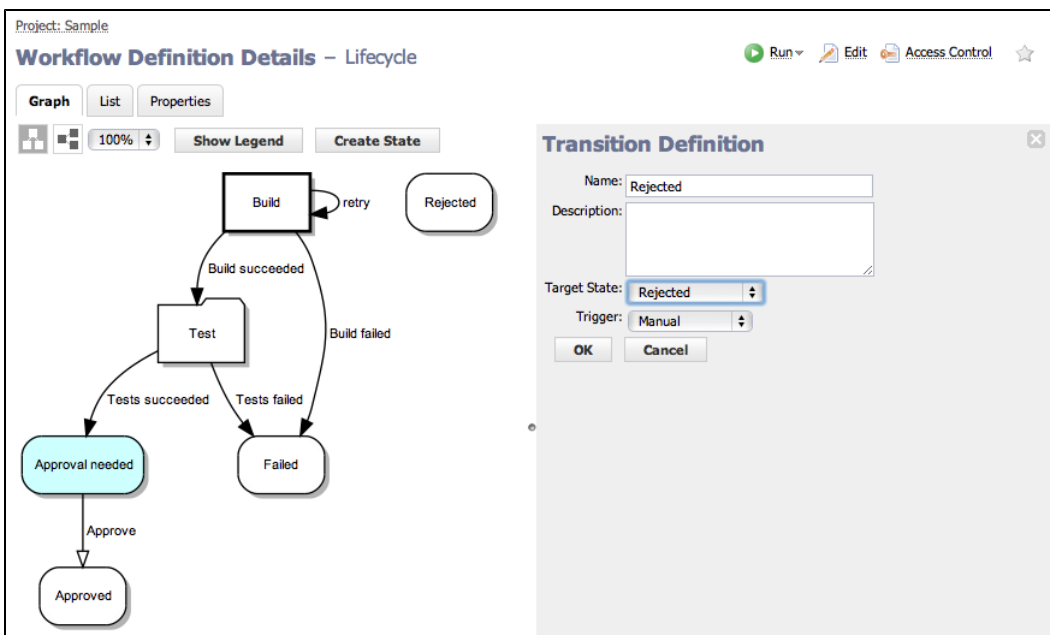 Project: Sample
Workflow Definition Details – Lifecycle
Run
Edit
Access Control
Graph
List
Properties
100%
Show Legend
Create State
Build
retry
Rejected
Build succeeded
Test
Build failed
Tests succeeded
Tests failed
Approval needed
Failed
Approve
Approved
Transition Definition
Name: Rejected
Description:
Target State: Rejected
Trigger: Manual
OK
Cancel